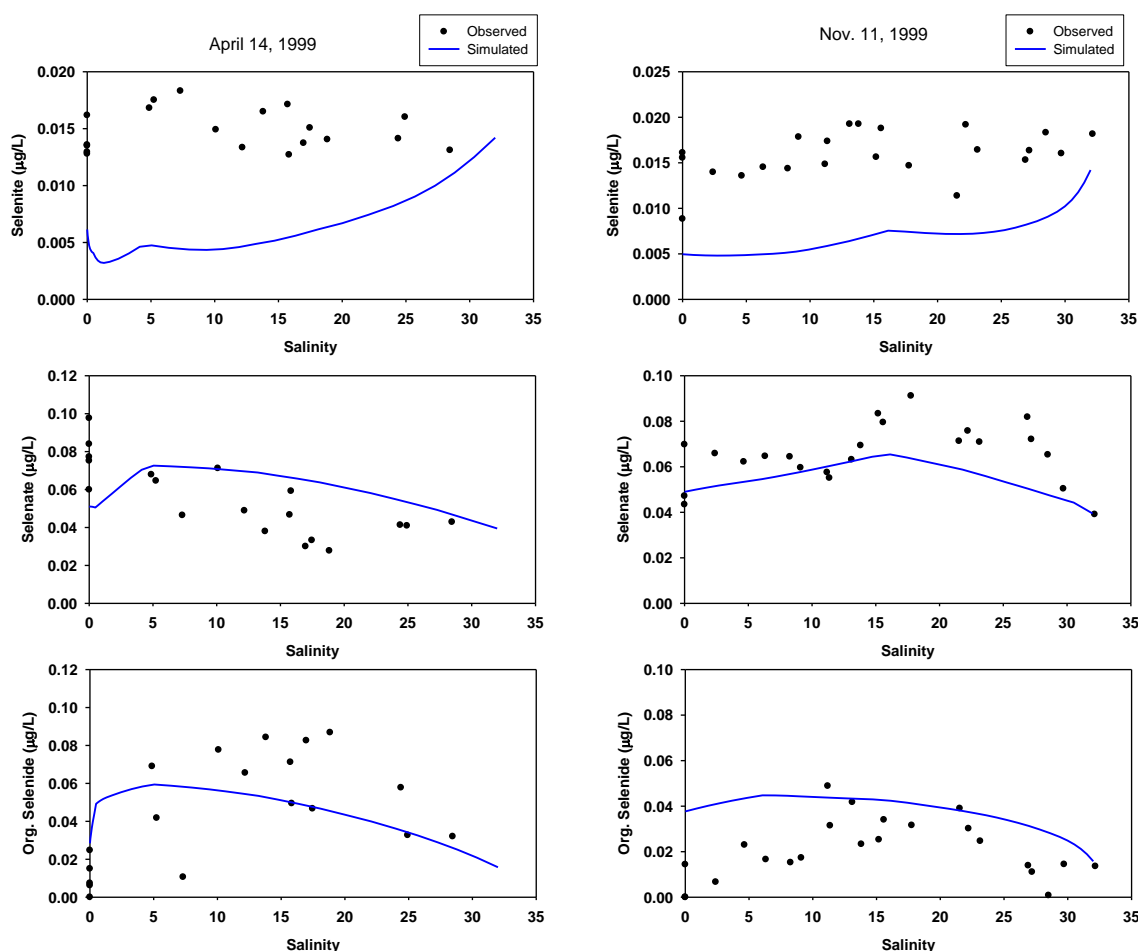 April 14, 1999
Observed
Simulated
Nov. 11, 1999
Observed
Simulated
Selenite (µg/L)
0.020
0.015
0.010
0.005
0.000
0 5 10 15 20 25 30 35
Salinity
Selenite (µg/L)
0.025
0.020
0.015
0.010
0.005
0.000
0 5 10 15 20 25 30 35
Salinity
Selenate (µg/L)
0.12
0.10
0.08
0.06
0.04
0.02
0.00
0 5 10 15 20 25 30 35
Salinity
Selenate (µg/L)
0.10
0.08
0.06
0.04
0.02
0.00
0 5 10 15 20 25 30 35
Salinity
Org. Selenide (µg/L)
0.12
0.10
0.08
0.06
0.04
0.02
0.00
0 5 10 15 20 25 30 35
Salinity
Org. Selenide (µg/L)
0.10
0.08
0.06
0.04
0.02
0.00
0 5 10 15 20 25 30 35
Salinity